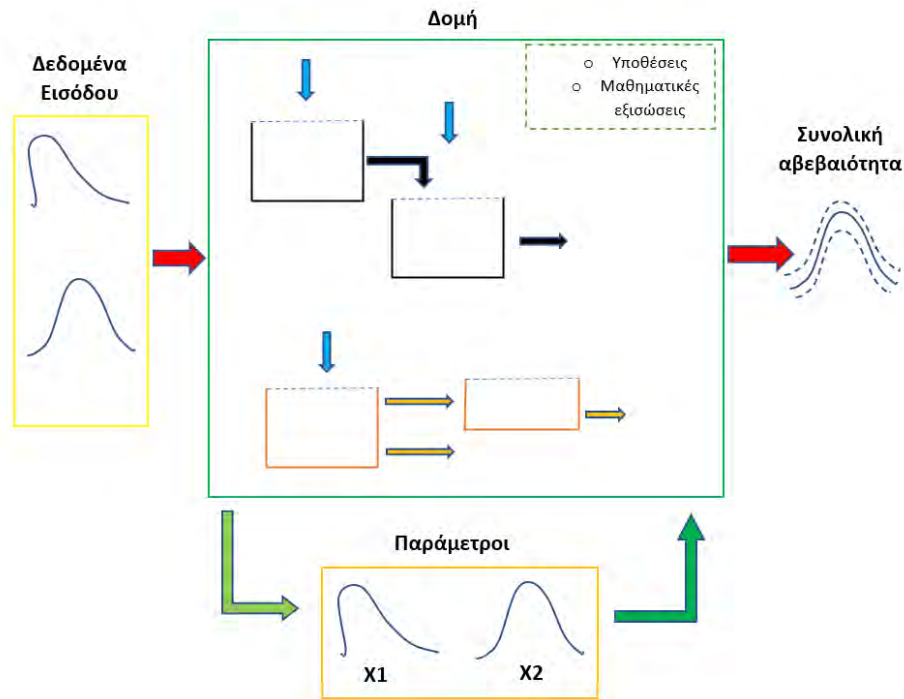 Δομή
Δεδομένα
Εισόδου
o Υποθέσεις
o Μαθηματικές
εξισώσεις
Συνολική
αβεβαιότητα
Παράμετροι
X1
X2